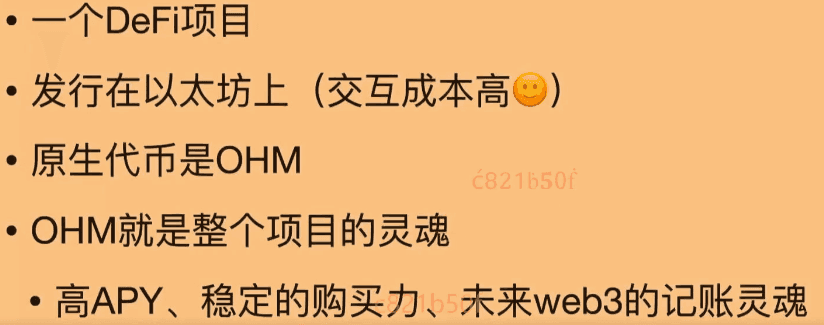 • 一个DeFi项目
• 发行在以太坊上（交互成本高🙂）
• 原生代币是OHM
• OHM就是整个项目的灵魂
• 高APY、稳定的购买力、未来web3的记账灵魂